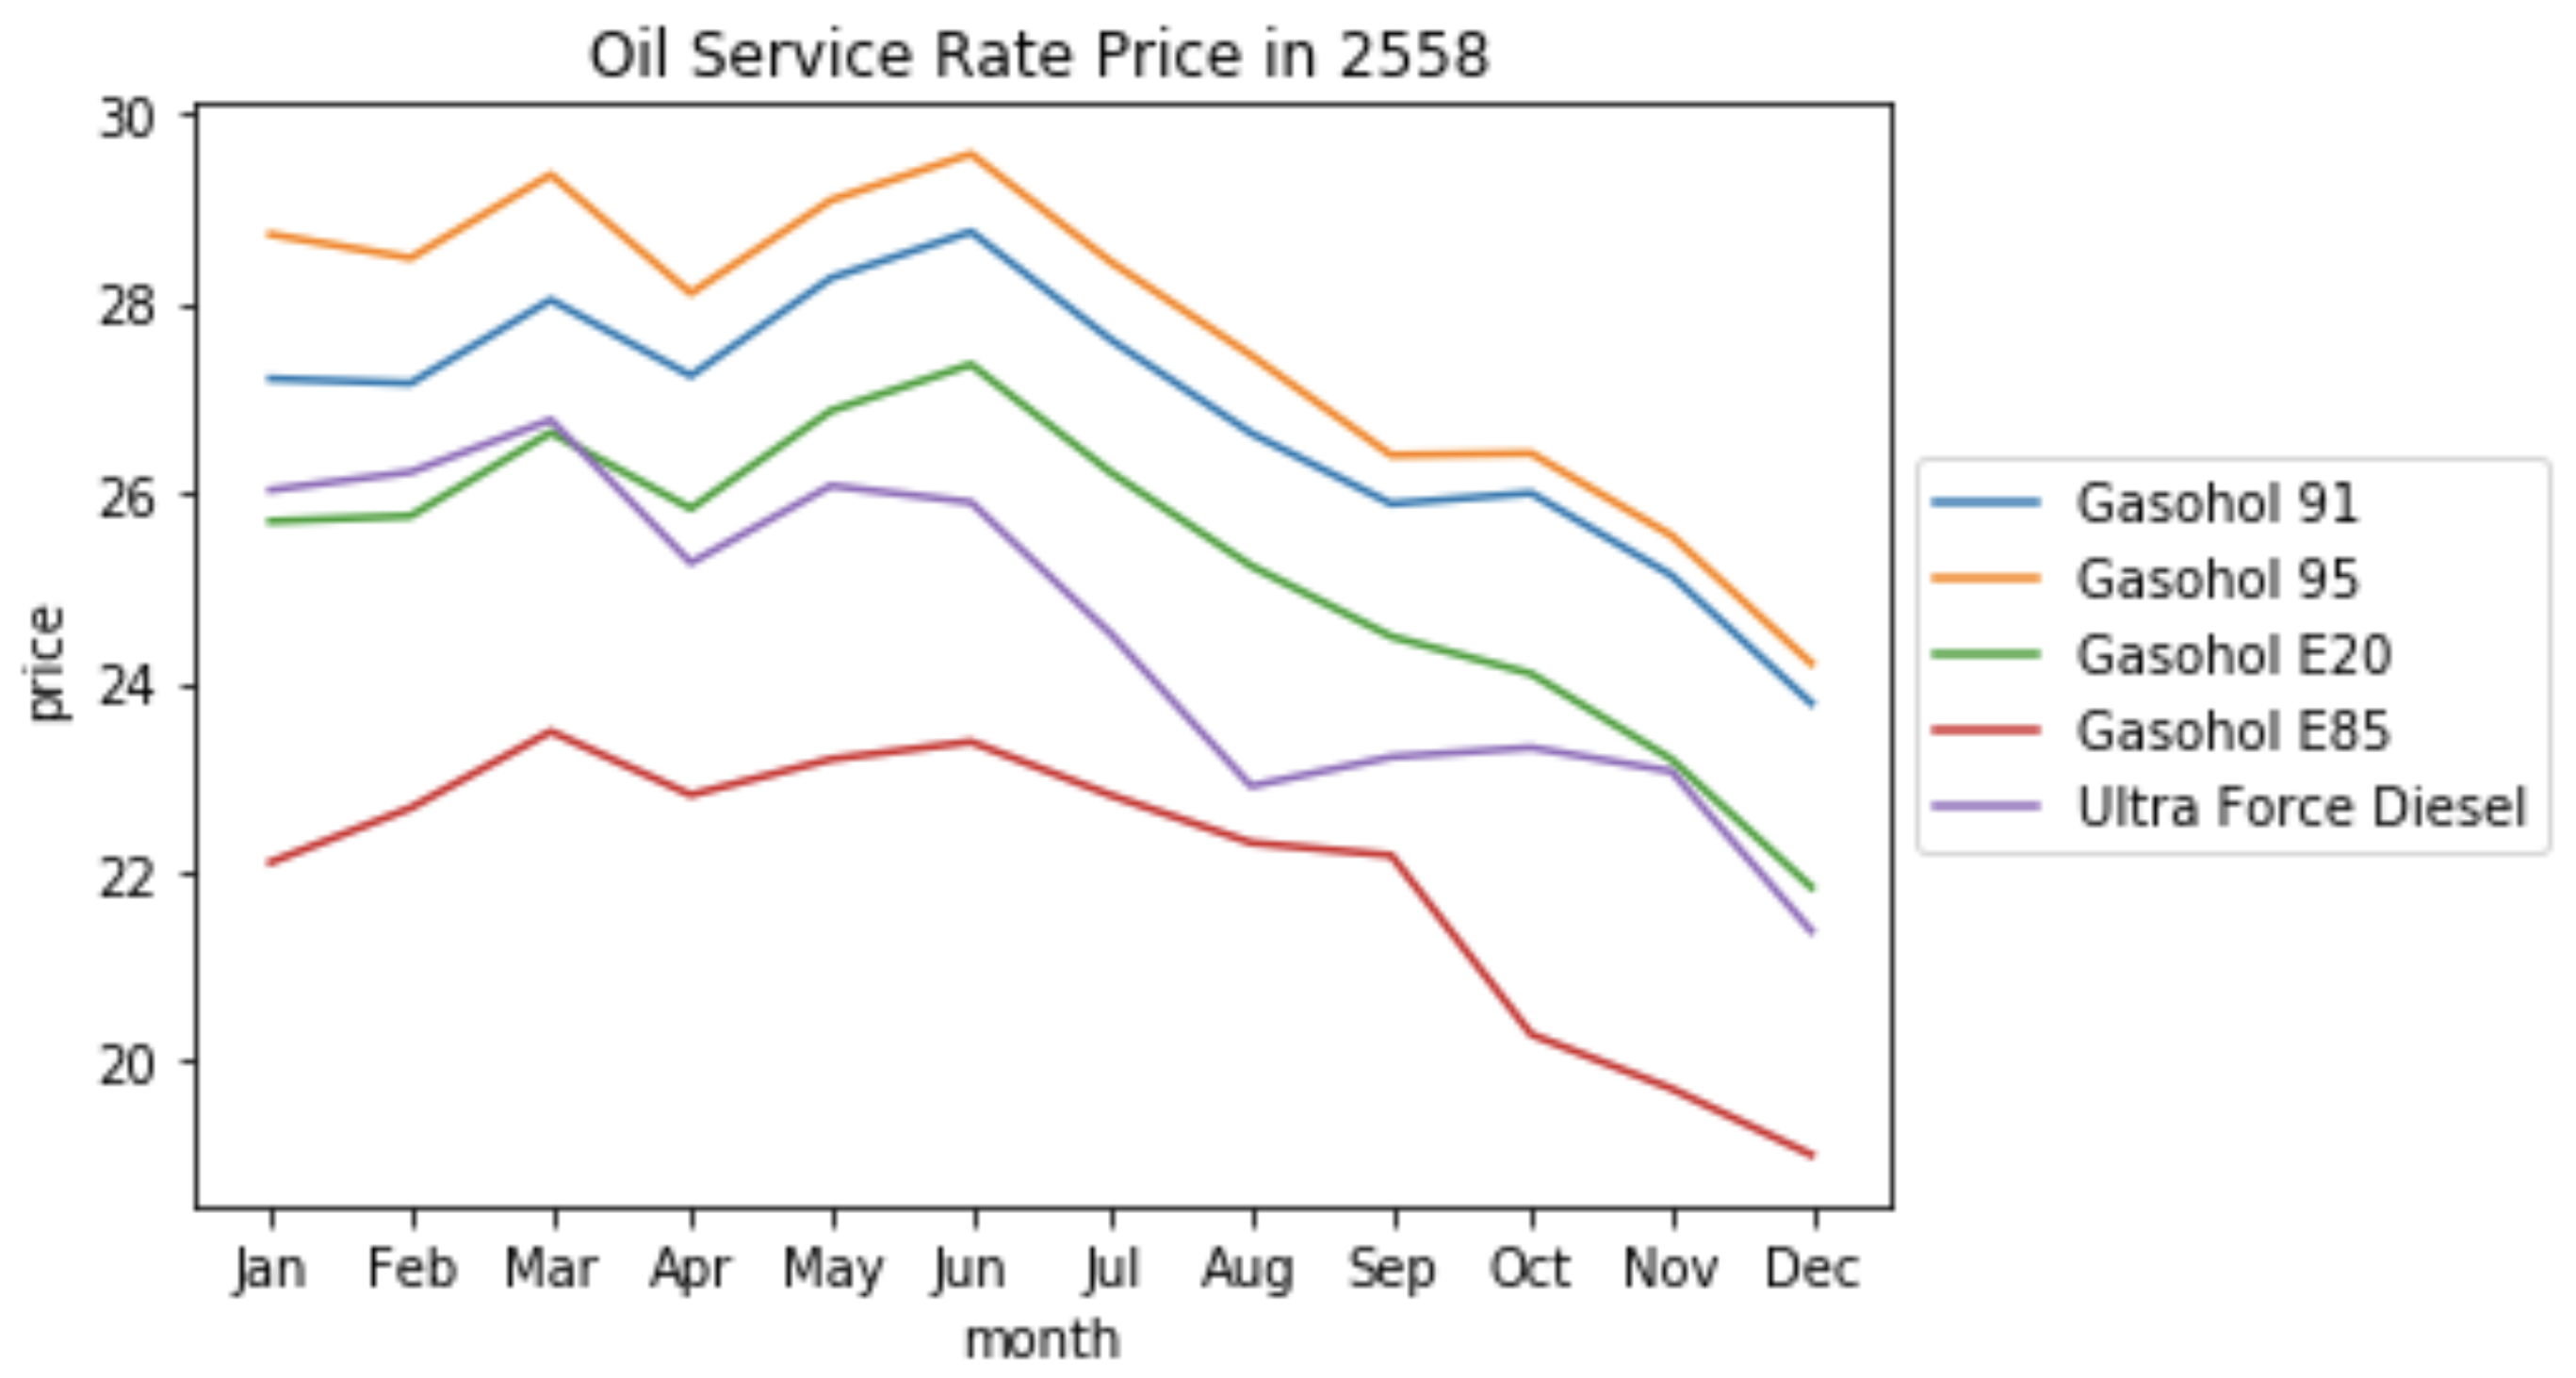 Oil Service Rate Price in 2558
30
28
26
24
22
20
price
Jan Feb Mar Apr May Jun Jul Aug Sep Oct Nov Dec
month
Gasohol 91
Gasohol 95
Gasohol E20
Gasohol E85
Ultra Force Diesel